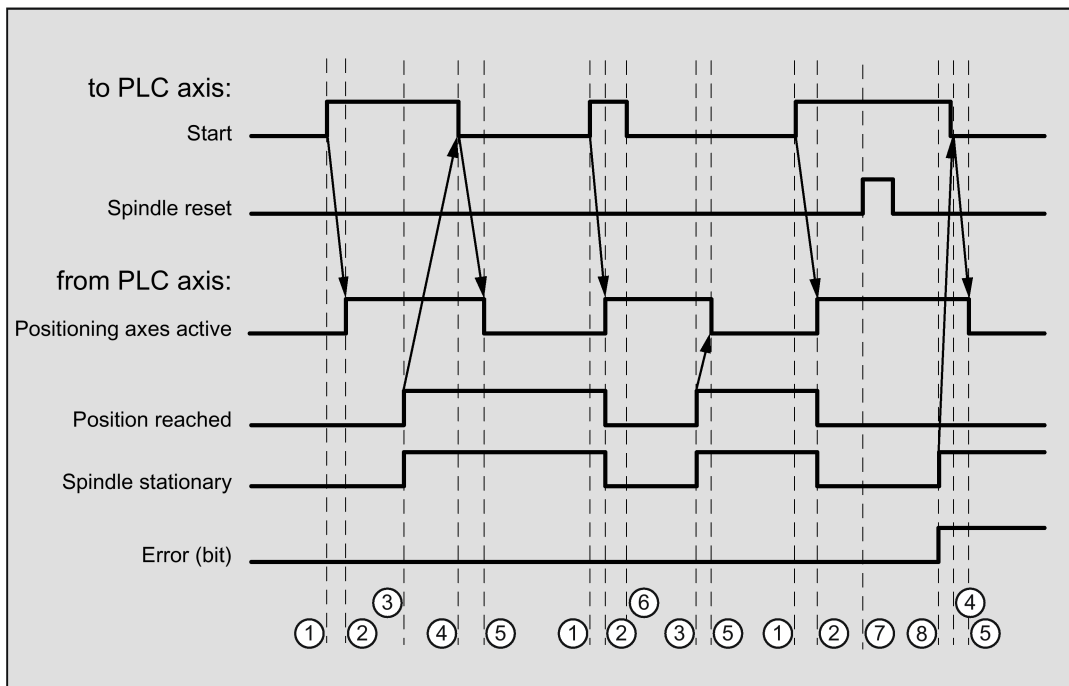 to PLC axis:
Start
Spindle reset
from PLC axis:
Positioning axes active
Position reached
Spindle stationary
Error (bit)
③ ⑥ ④
① ② ④ ⑤ ① ② ③ ⑤ ① ② ⑦ ⑧ ⑤